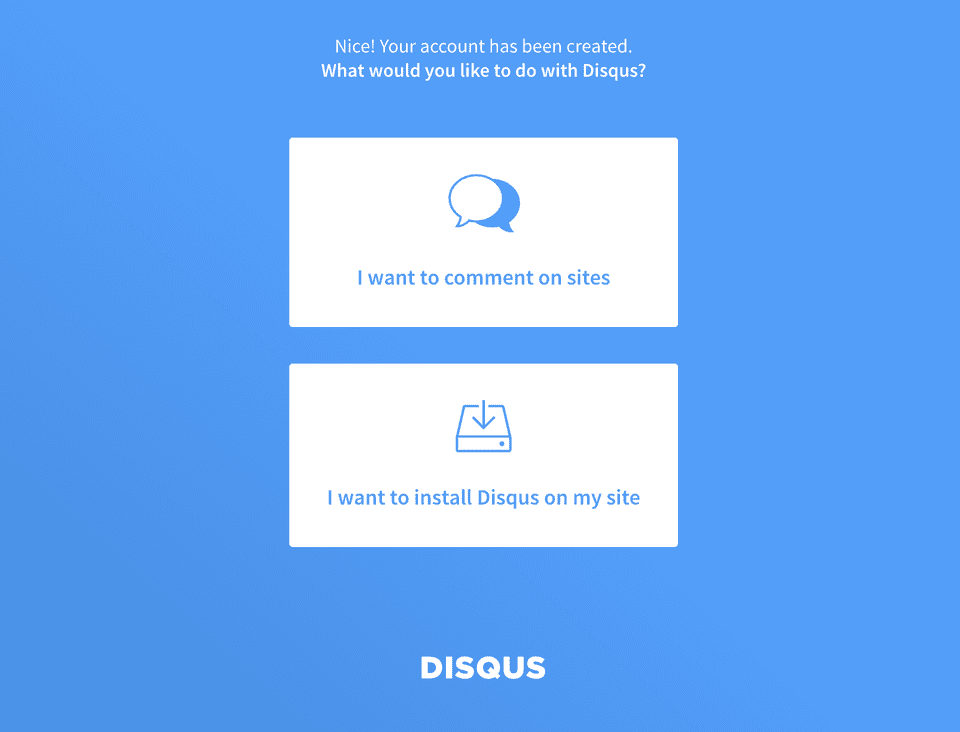 Nice! Your account has been created.
What would you like to do with Disqus?
I want to comment on sites
I want to install Disqus on my site
DISQUS